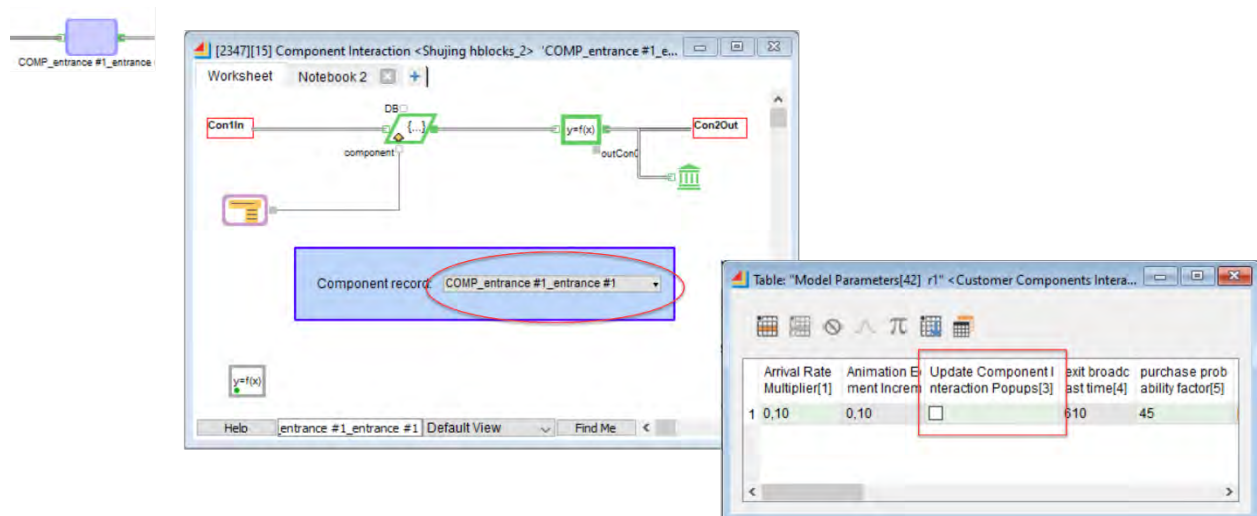 COMP_entrance #1_entrance
[2347][15] Component Interaction <Shujing hblocks_2> 'COMP_entrance #1_e...
Worksheet Notebook 2 +
DB
Con1In {...} y=f(x) Con2Out
component outCon
Component record: COMP_entrance #1_entrance #1
y=f(x)
Help _entrance #1_entrance #1 Default View Find Me <
Table: "Model Parameters[42] r1" <Customer Components Intera...
π
Arrival Rate Animation E Update Component I exit broadc purchase prob
Multiplier[1] ment Increm nteraction Popups[3] ast time[4] ability factor[5]
1 0,10 0,10 610 45
< >